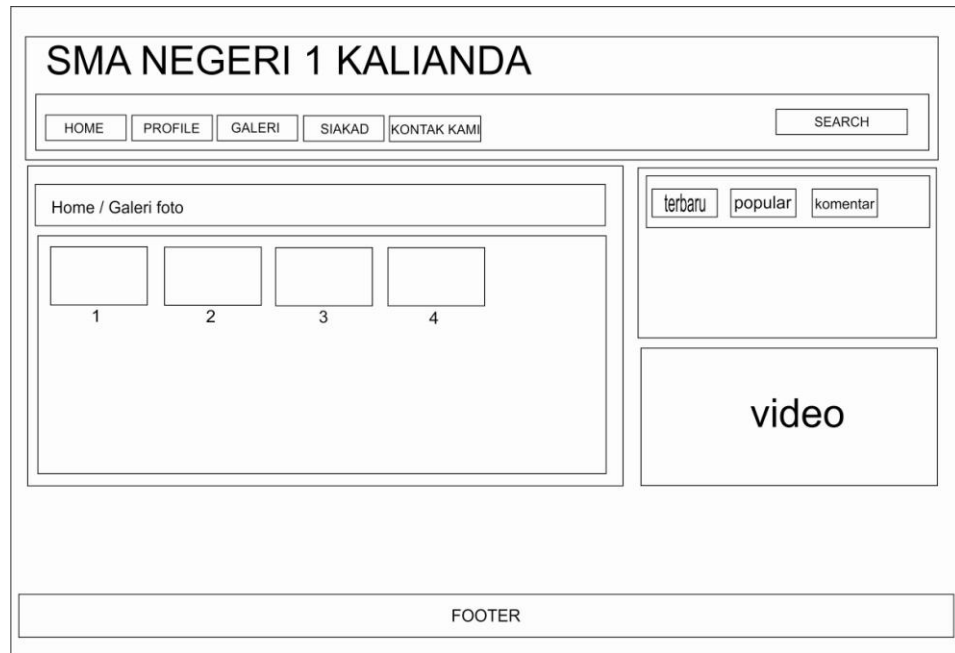 SMA NEGERI 1 KALIANDA
HOME PROFILE GALERI SIAKAD KONTAK KAMI SEARCH
Home / Galeri foto
1 2 3 4
terbaru popular komentar
video
FOOTER